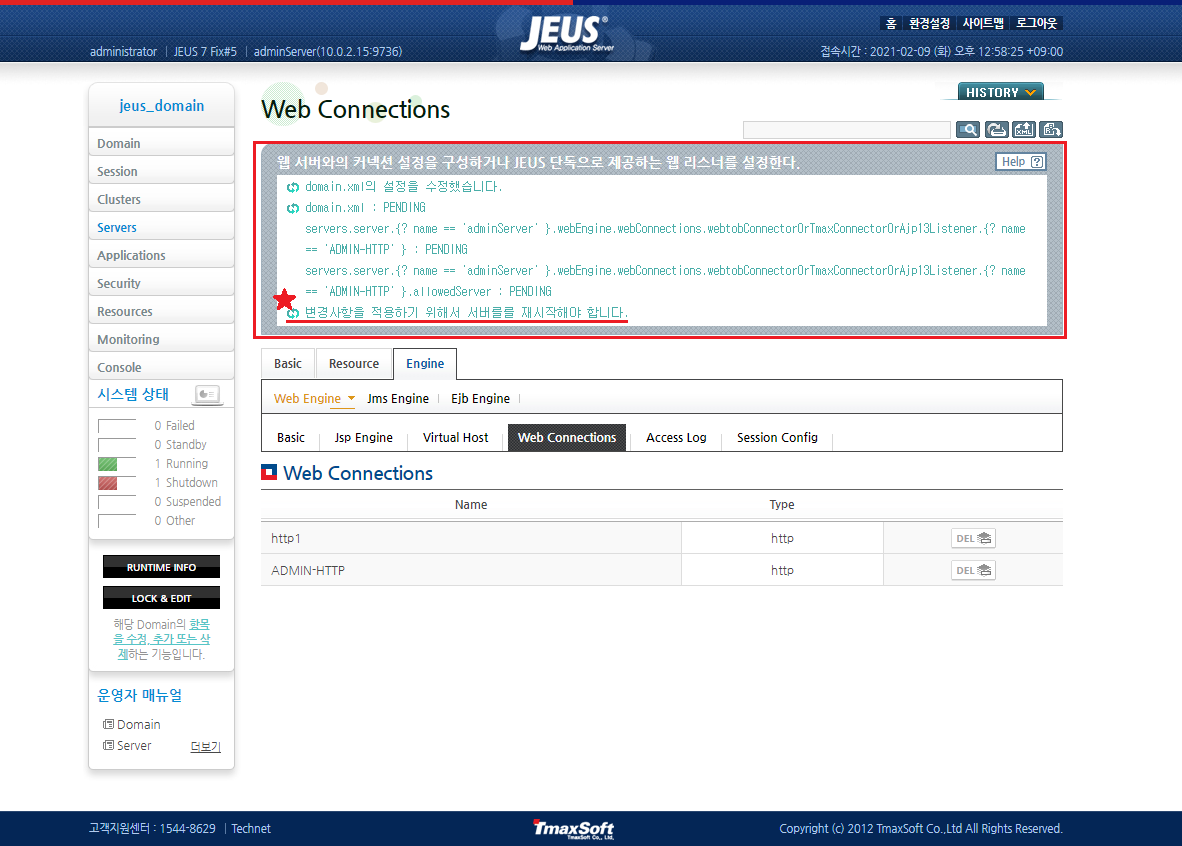 JEUS®
Web Application Server
홈 환경설정 사이트맵 로그아웃
administrator JEUS 7 Fix#5 adminServer(10.0.2.15:9736)
접속시간 : 2021-02-09 (화) 오후 12:58:25 +09:00
jeus_domain
Domain
Session
Clusters
Servers
Applications
Security
Resources
Monitoring
Console
시스템 상태
0 Failed
0 Standby
1 Running
1 Shutdown
0 Suspended
0 Other
RUNTIME INFO
LOCK & EDIT
해당 Domain의 항목
을 수정, 추가 또는 삭
제하는 기능입니다.
운영자 매뉴얼
Domain
Server 더보기
Web Connections
HISTORY
XML
웹 서버와의 커넥션 설정을 구성하거나 JEUS 단독으로 제공하는 웹 리스너를 설정한다.
Help ?
domain.xml의 설정을 수정했습니다.
domain.xml : PENDING
servers.server.{? name == 'adminServer' }.webEngine.webConnections.webtobConnectorOrTmaxConnectorOrAjp13Listener.{? name
== 'ADMIN-HTTP' } : PENDING
servers.server.{? name == 'adminServer' }.webEngine.webConnections.webtobConnectorOrTmaxConnectorOrAjp13Listener.{? name
== 'ADMIN-HTTP' }.allowedServer : PENDING
변경사항을 적용하기 위해서 서버를를 재시작해야 합니다.
Basic Resource Engine
Web Engine Jms Engine Ejb Engine
Basic Jsp Engine Virtual Host Web Connections Access Log Session Config
Web Connections
Name Type
http1 http DEL
ADMIN-HTTP http DEL
고객지원센터 : 1544-8629 Technet
TmaxSoft
TmaxSoft Co., Ltd.
Copyright (c) 2012 TmaxSoft Co.,Ltd All Rights Reserved.